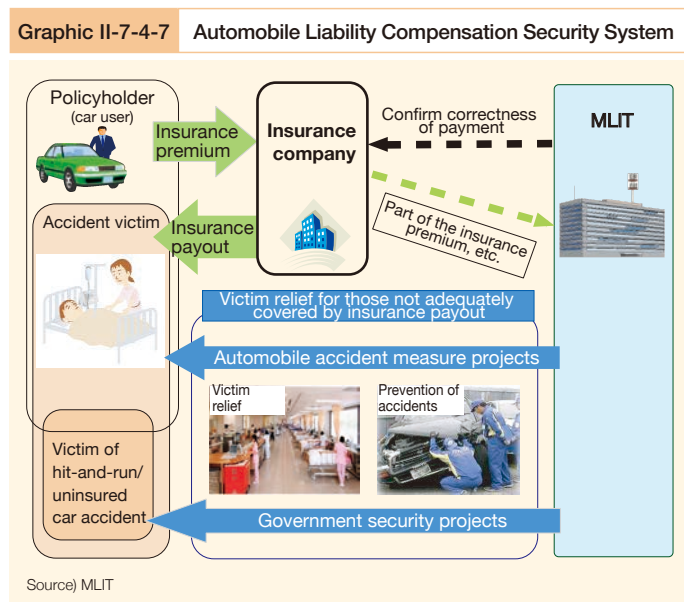 Graphic II-7-4-7
Automobile Liability Compensation Security System
Policyholder
(car user)
Insurance
premium
Insurance
company
Confirm correctness
of payment
MLIT
Accident victim
Insurance
payout
Part of the insurance
premium, etc.
Victim relief for those not adequately
covered by insurance payout
Automobile accident measure projects
Victim
relief
Prevention of
accidents
Victim of
hit-and-run/
uninsured
car accident
Government security projects
Source) MLIT